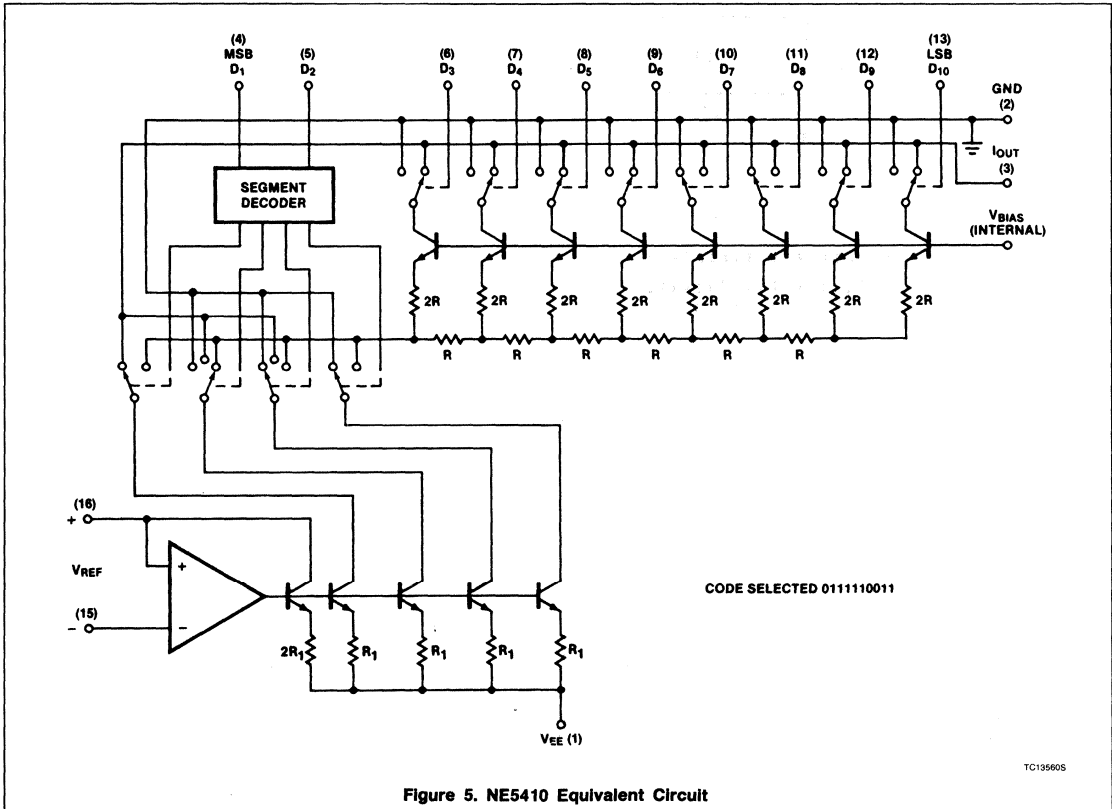 (4) (5) (6) (7) (8) (9) (10) (11) (12) (13)
MSB LSB
D1 D2 D3 D4 D5 D6 D7 D8 D9 D10
GND
(2)
IOUT
(3)
SEGMENT
DECODER
VBIAS
(INTERNAL)
2R 2R 2R 2R 2R 2R 2R 2R
R R R R R R
(16)
+
+
VREF
(15)
−
−
CODE SELECTED 0111110011
2R1 R1 R1 R1 R1
VEE (1)
TC13560S
Figure 5. NE5410 Equivalent Circuit